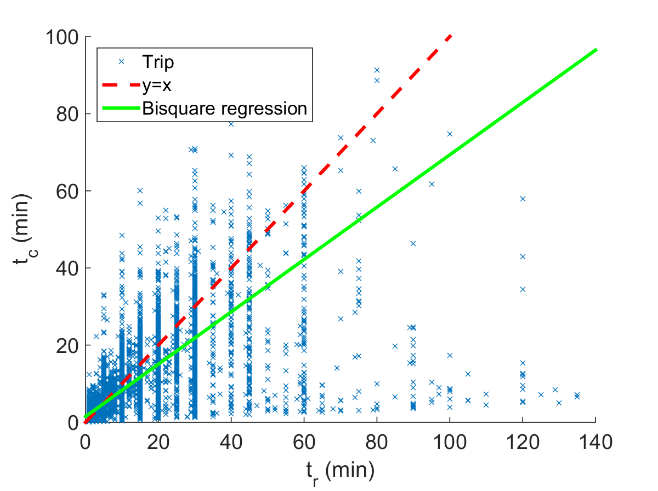 100
80
60
40
20
0
t_c (min)
Trip
y=x
Bisquare regression
0 20 40 60 80 100 120 140
t_r (min)